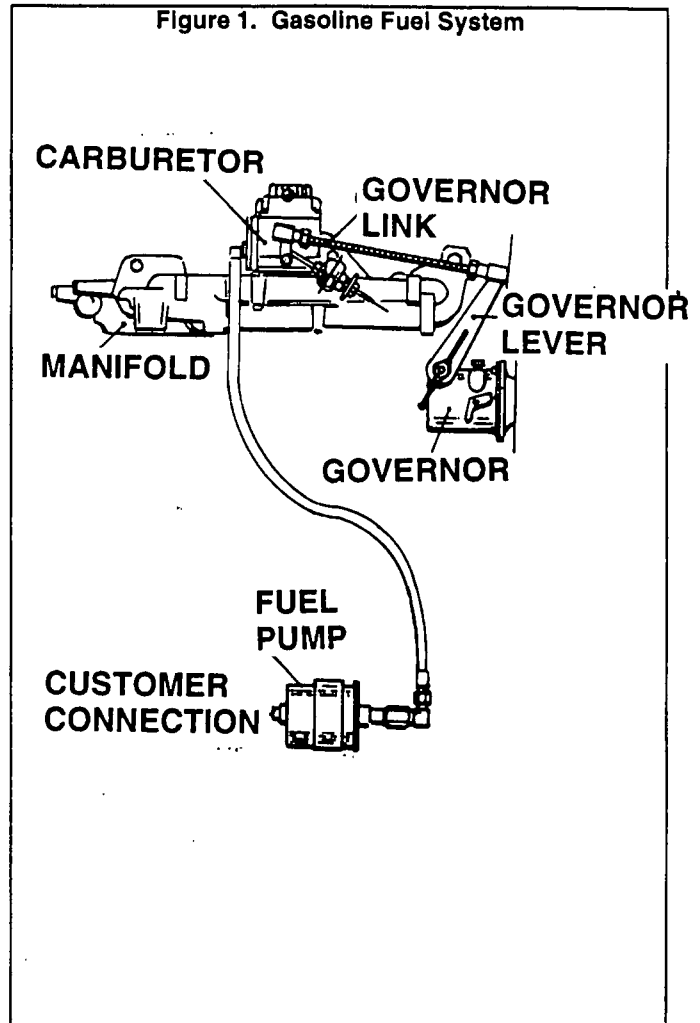 Figure 1. Gasoline Fuel System
CARBURETOR
GOVERNOR
LINK
GOVERNOR
LEVER
MANIFOLD
GOVERNOR
FUEL
PUMP
CUSTOMER
CONNECTION